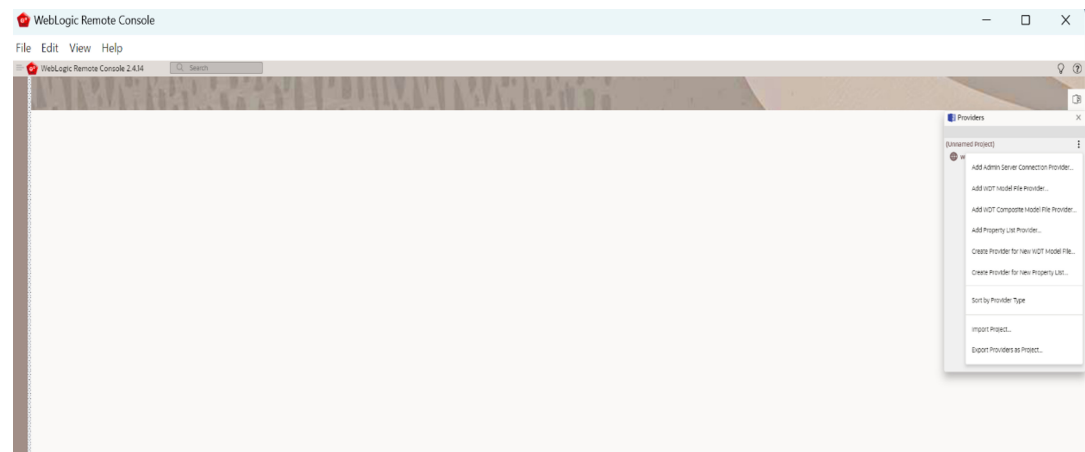 WebLogic Remote Console
File Edit View Help
WebLogic Remote Console 2.4.14 Search
Providers
(Unnamed Project)
Add Admin Server Connection Provider...
Add WDT Model File Provider...
Add WDT Composite Model File Provider...
Add Property List Provider...
Create Provider for New WDT Model File...
Create Provider for New Property List...
Sort by Provider Type
Import Project...
Export Providers as Project...